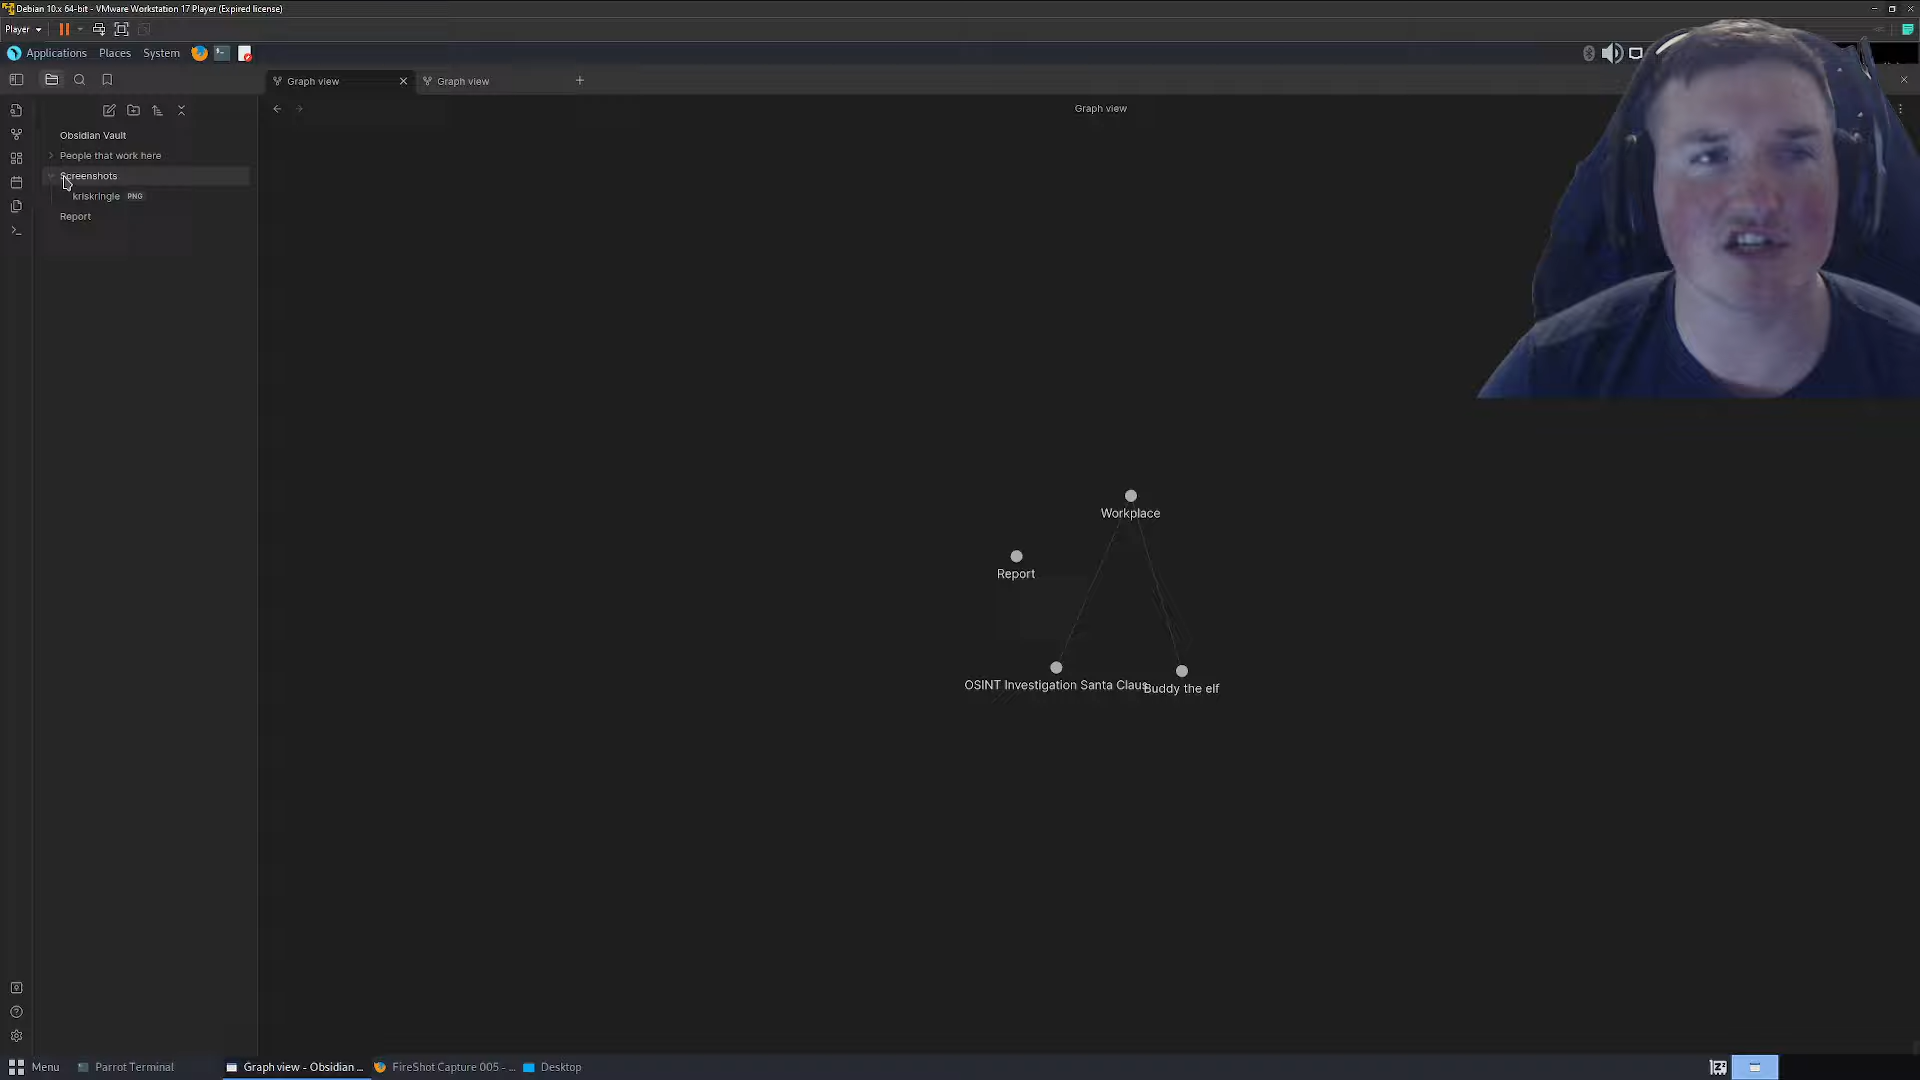 Debian 10.x 64-bit - VMware Workstation 17 Player (Expired license)
Player
Applications Places System
Graph view
Graph view
Graph view
Obsidian Vault
People that work here
Screenshots
kriskringle PNG
Report
Workplace
Report
OSINT Investigation Santa Claus
Buddy the elf
Menu
Parrot Terminal
Graph view - Obsidian ...
FireShot Capture 005 - ...
Desktop